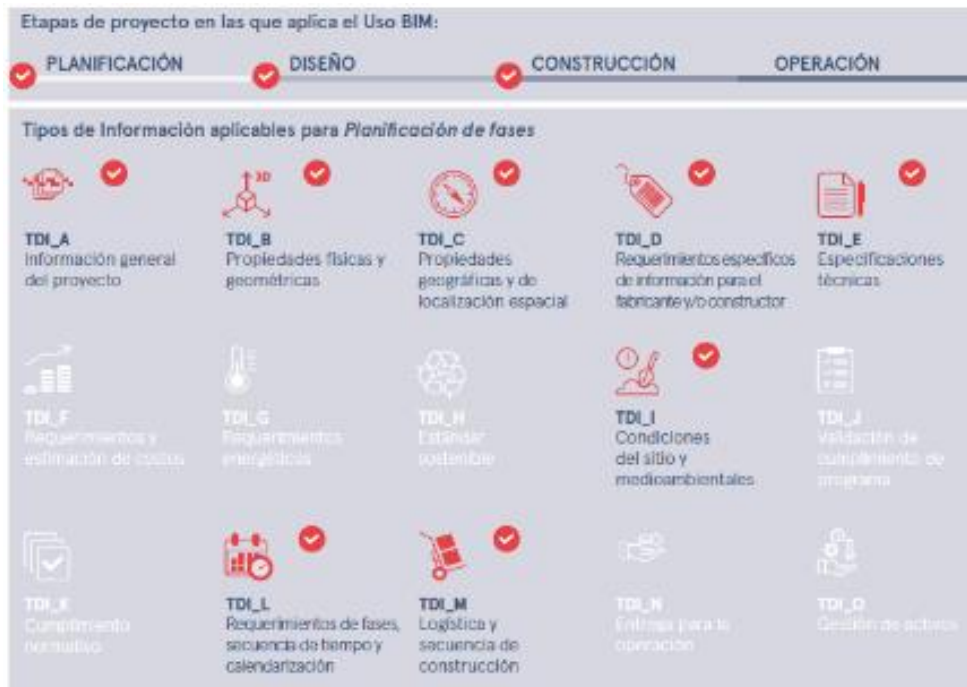 Etapas de proyecto en las que aplica el Uso BIM:
PLANIFICACIÓN DISEÑO CONSTRUCCIÓN OPERACIÓN
Tipos de Información aplicables para Planificación de fases
3D
TDI_A
Información general
del proyecto
TDI_B
Propiedades físicas y
geométricas
TDI_C
Propiedades
geográficas y de
localización espacial
TDI_D
Requerimientos específicos
de información para el
fabricante y/o constructor
TDI_E
Especificaciones
técnicas
TDI_F
Requerimientos y
estimación de costos
TDI_G
Requerimientos
energéticos
TDI_H
Estándar
sostenible
TDI_I
Condiciones
del sitio y
medioambientales
TDI_J
Validación de
cumplimiento de
programa
TDI_K
Cumplimiento
normativo
TDI_L
Requerimientos de fases,
secuencia de tiempo y
calendarización
TDI_M
Logística y
secuencia de
construcción
TDI_N
Entrega para la
operación
TDI_O
Gestión de activos